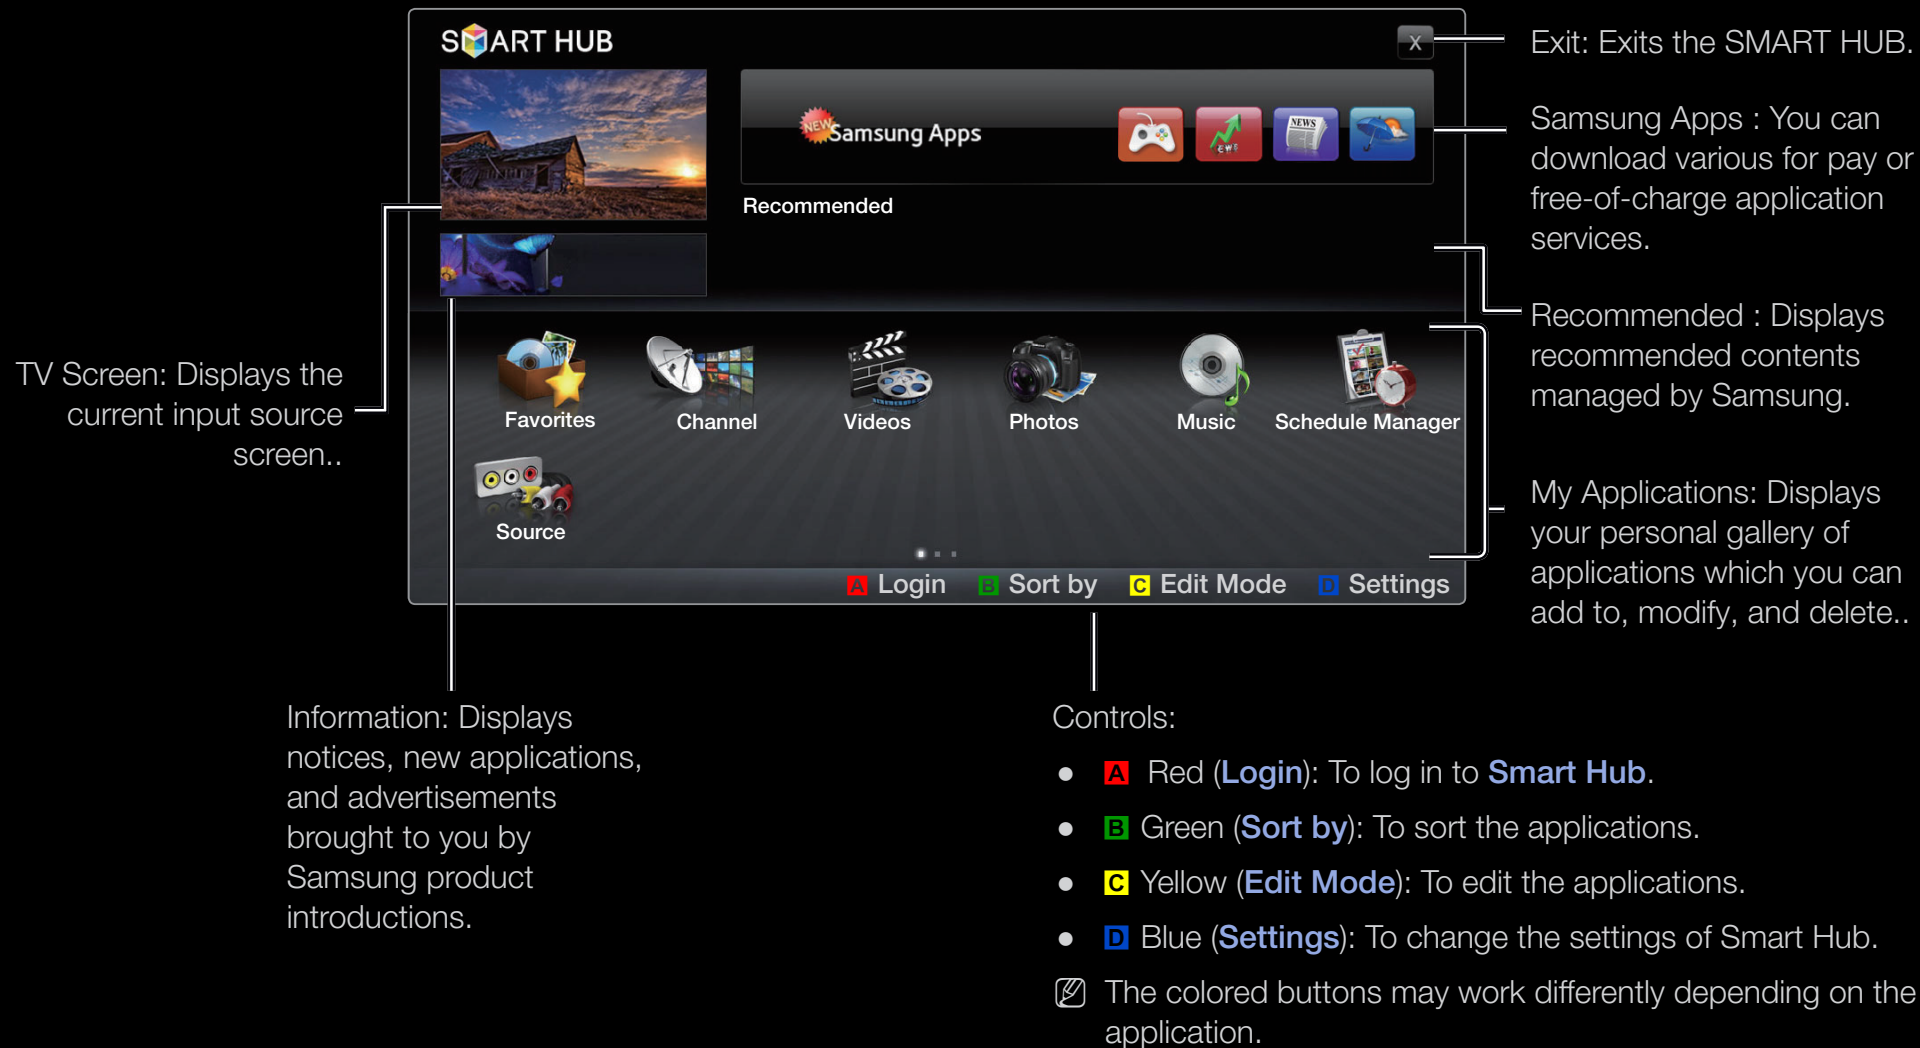 SMART HUB
X
NEW
Samsung Apps
NEWS
Recommended
Favorites
Channel
Videos
Photos
Music
Schedule Manager
Source
A Login
B Sort by
C Edit Mode
D Settings
TV Screen: Displays the
current input source
screen..
Exit: Exits the SMART HUB.
Samsung Apps : You can
download various for pay or
free-of-charge application
services.
Recommended : Displays
recommended contents
managed by Samsung.
My Applications: Displays
your personal gallery of
applications which you can
add to, modify, and delete..
Information: Displays
notices, new applications,
and advertisements
brought to you by
Samsung product
introductions.
Controls:
● A Red (Login): To log in to Smart Hub.
● B Green (Sort by): To sort the applications.
● C Yellow (Edit Mode): To edit the applications.
● D Blue (Settings): To change the settings of Smart Hub.
The colored buttons may work differently depending on the
application.